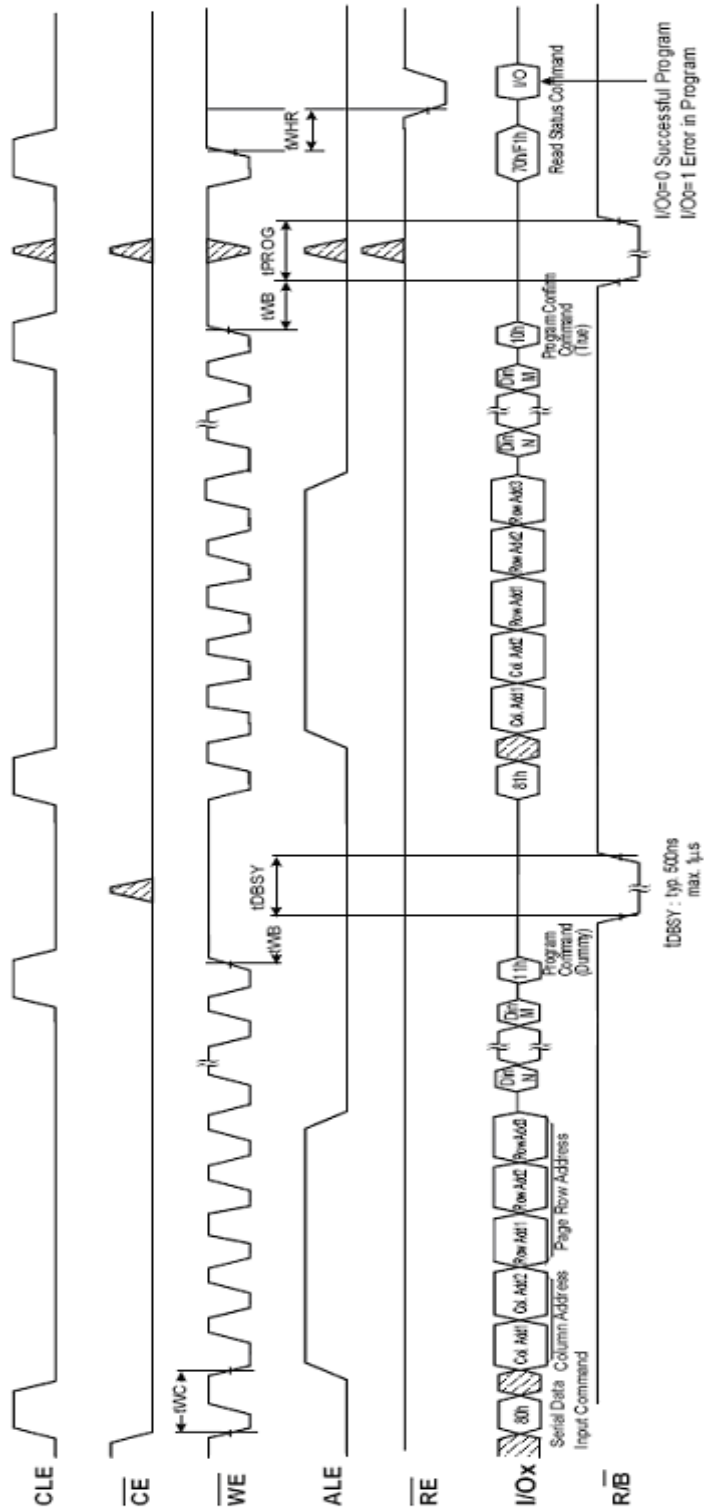 CLE
CE
WE
ALE
RE
I/Ox
R/B
tWC
tWB
tDBSY
tWB
tPROG
tWHR
80h
Col. Add1
Col. Add2
Row Add1
Row Add2
Row Add3
Din
N
Din
M
11h
81h
Col. Add1
Col. Add2
Row Add1
Row Add2
Row Add3
Din
N
Din
M
10h
70h/F1h
I/O
Serial Data
Input Command
Column Address
Page Row Address
Program
Command
(Dummy)
Program Confirm
Command
(True)
Read Status Command
tDBSY : typ. 500ns
max. 1μs
I/O0=0 Successful Program
I/O0=1 Error in Program